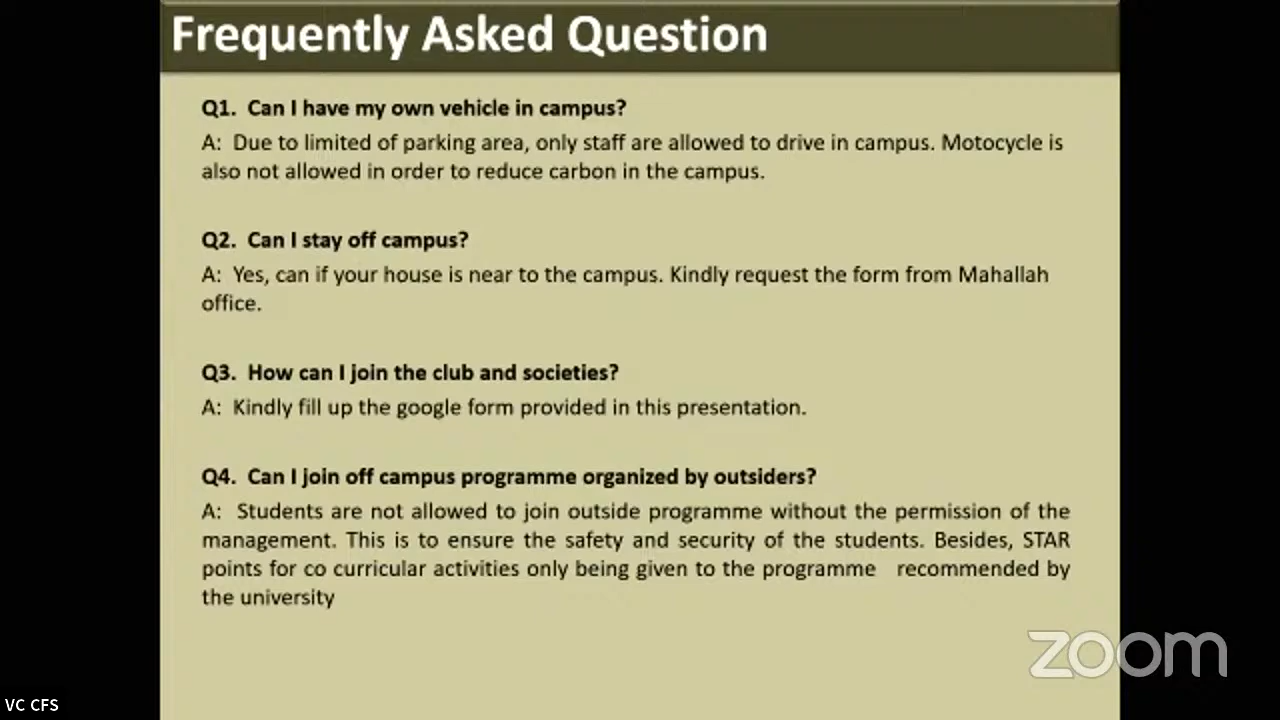 Frequently Asked Question
Q1. Can I have my own vehicle in campus?
A: Due to limited of parking area, only staff are allowed to drive in campus. Motocycle is
also not allowed in order to reduce carbon in the campus.
Q2. Can I stay off campus?
A: Yes, can if your house is near to the campus. Kindly request the form from Mahallah
office.
Q3. How can I join the club and societies?
A: Kindly fill up the google form provided in this presentation.
Q4. Can I join off campus programme organized by outsiders?
A: Students are not allowed to join outside programme without the permission of the
management. This is to ensure the safety and security of the students. Besides, STAR
points for co curricular activities only being given to the programme recommended by
the university
zoom
VC CFS